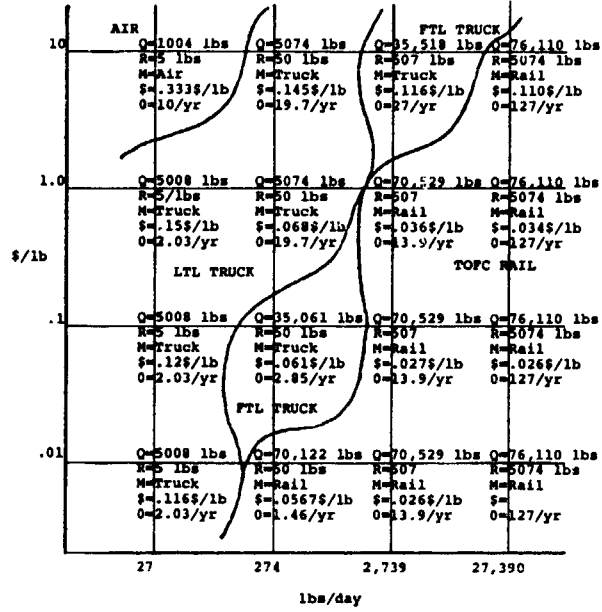 AIR FTL TRUCK
10 Q=1004 lbs Q=5074 lbs Q=35,518 lbs Q=76,110 lbs
R=5 lbs R=50 lbs R=507 lbs R=5074 lbs
M=Air M=Truck M=Truck M=Rail
$=.333$/lb $=.145$/lb $=.116$/lb $=.110$/lb
O=10/yr O=19.7/yr O=27/yr O=127/yr
1.0 Q=5008 lbs Q=5074 lbs Q=70,529 lbs Q=76,110 lbs
R=5/lbs R=50 lbs R=507 R=5074 lbs
M=Truck M=Truck M=Rail M=Rail
$=.15$/lb $=.068$/lb $=.036$/lb $=.034$/lb
O=2.03/yr O=19.7/yr O=13.9/yr O=127/yr
$/lb
LTL TRUCK TOFC RAIL
.1 Q=5008 lbs Q=35,061 lbs Q=70,529 lbs Q=76,110 lbs
R=5 lbs R=50 lbs R=507 R=5074 lbs
M=Truck M=Truck M=Rail M=Rail
$=.12$/lb $=.061$/lb $=.027$/lb $=.026$/lb
O=2.03/yr O=2.85/yr O=13.9/yr O=127/yr
FTL TRUCK
.01 Q=5008 lbs Q=70,122 lbs Q=70,529 lbs Q=76,110 lbs
R=5 lbs R=50 lbs R=507 R=5074 lbs
M=Truck M=Rail M=Rail M=Rail
$=.116$/lb $=.0567$/lb $=.026$/lb $=
O=2.03/yr O=1.46/yr O=13.9/yr O=127/yr
27 274 2,739 27,390
lbs/day